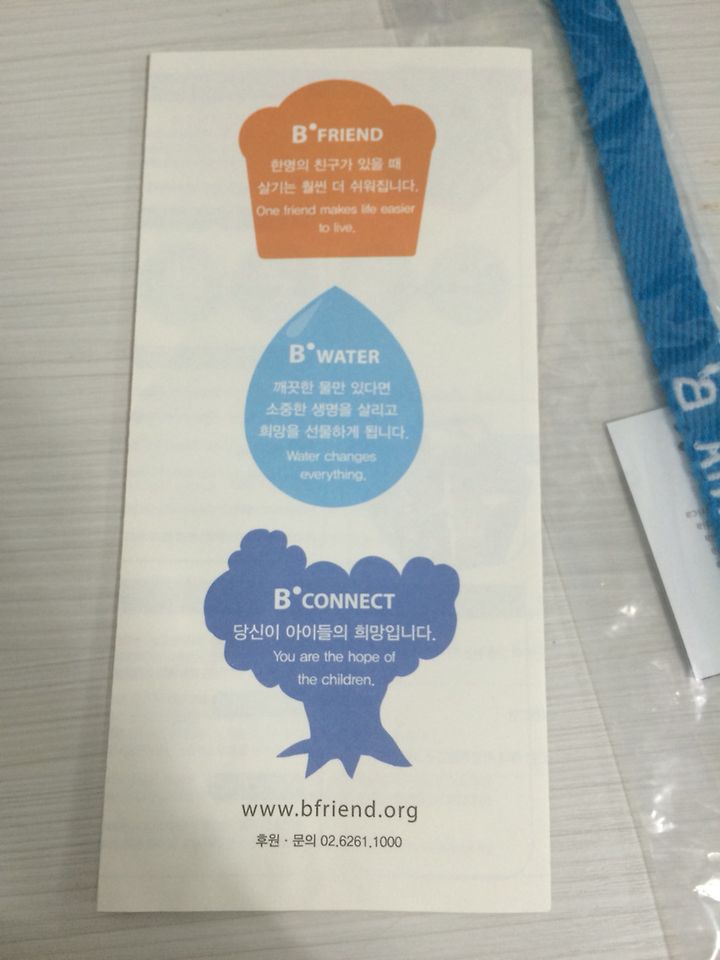 B•FRIEND
한명의 친구가 있을 때
살기는 훨씬 더 쉬워집니다.
One friend makes life easier
to live.
B•WATER
깨끗한 물만 있다면
소중한 생명을 살리고
희망을 선물하게 됩니다.
Water changes
everything.
B•CONNECT
당신이 아이들의 희망입니다.
You are the hope of
the children.
www.bfriend.org
후원 · 문의 02.6261.1000